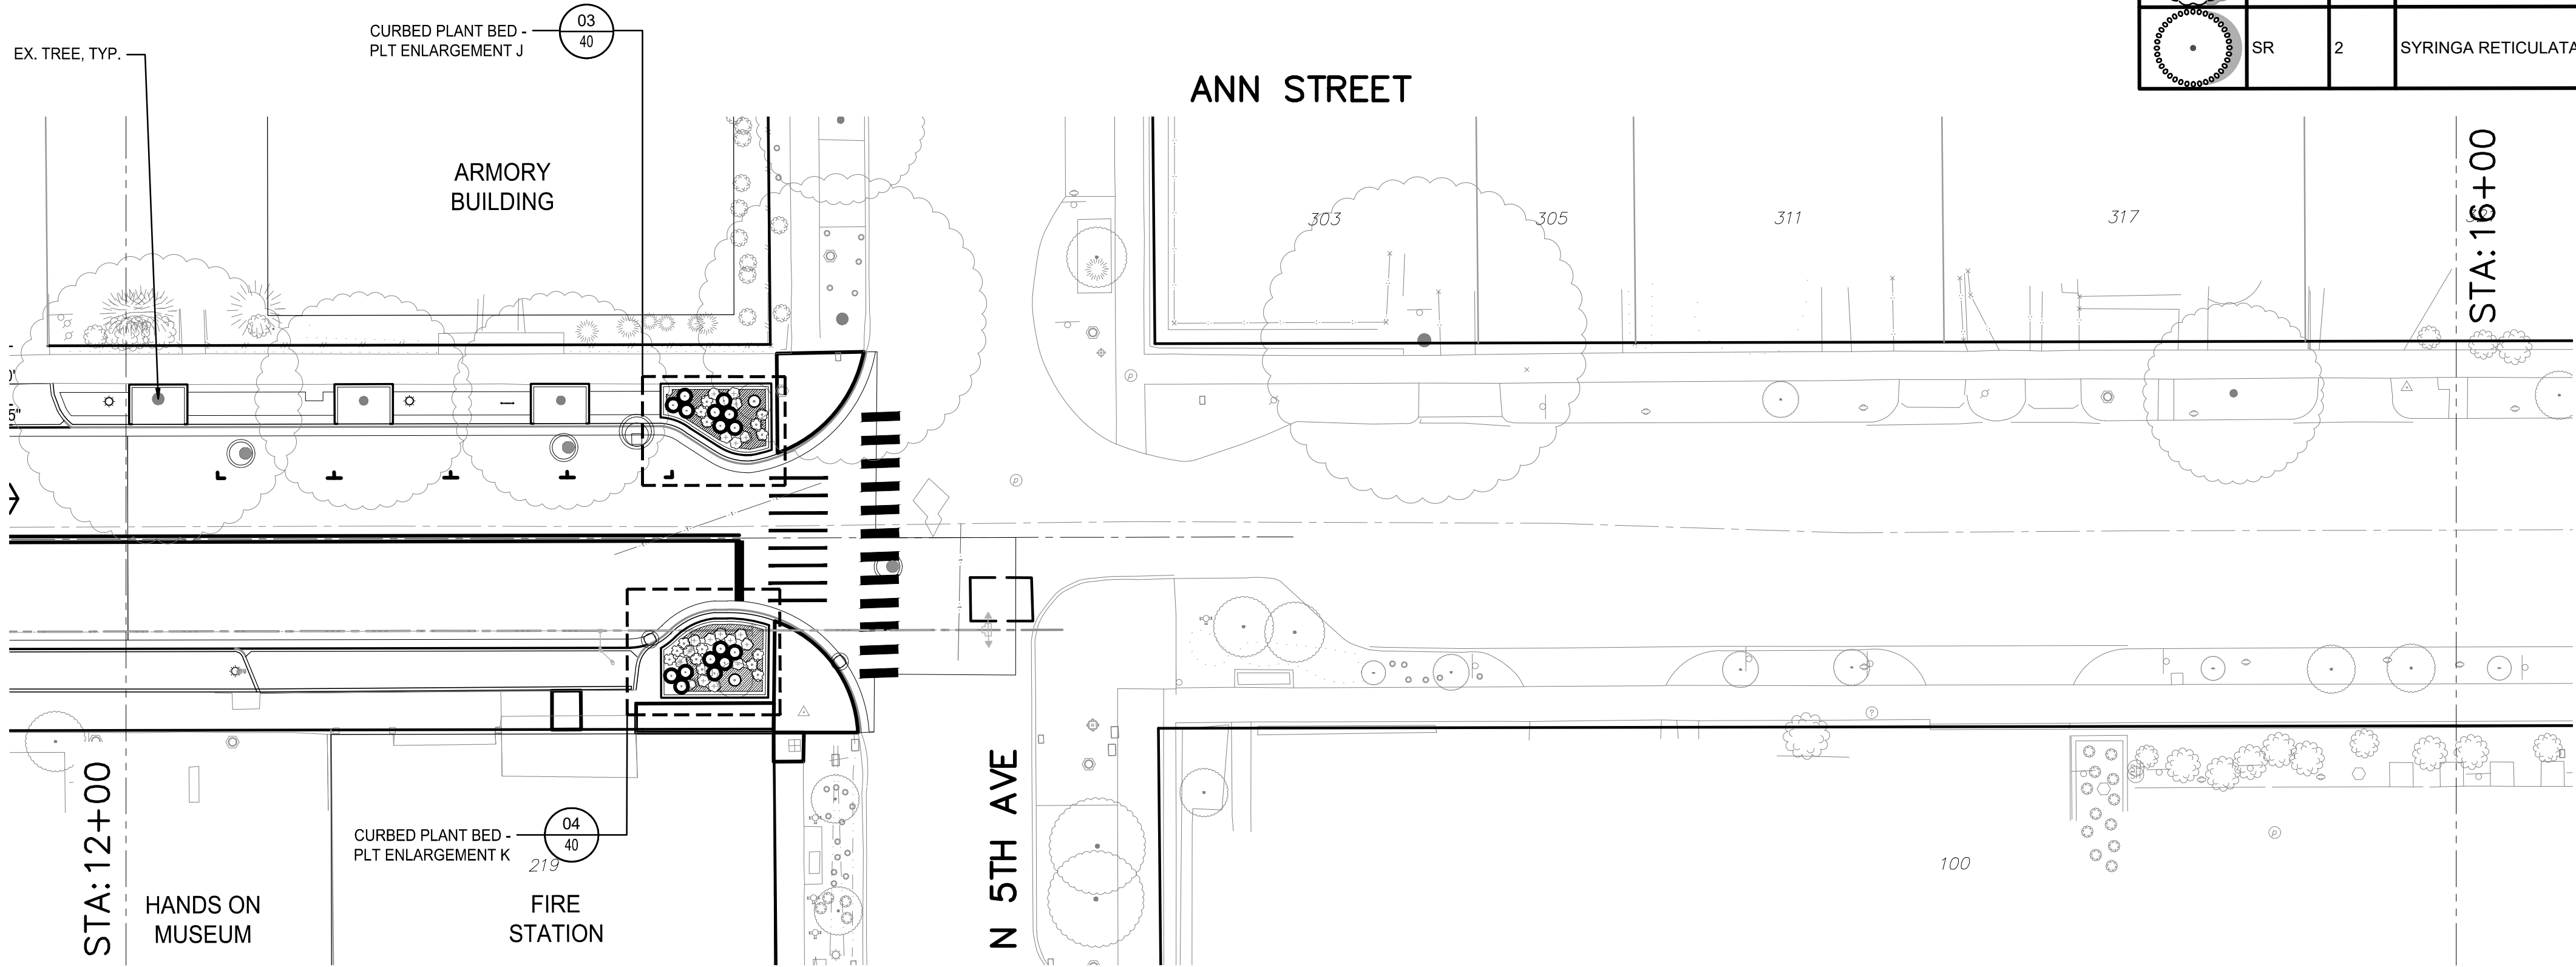 03
40
CURBED PLANT BED -
PLT ENLARGEMENT J
EX. TREE, TYP.
SR 2 SYRINGA RETICULATA
ANN STREET
ARMORY
BUILDING
303
305
311
317
STA: 16+00
5"
p
p
p
?
N 5TH AVE
STA: 12+00
04
40
CURBED PLANT BED -
PLT ENLARGEMENT K
219
100
HANDS ON
MUSEUM
FIRE
STATION